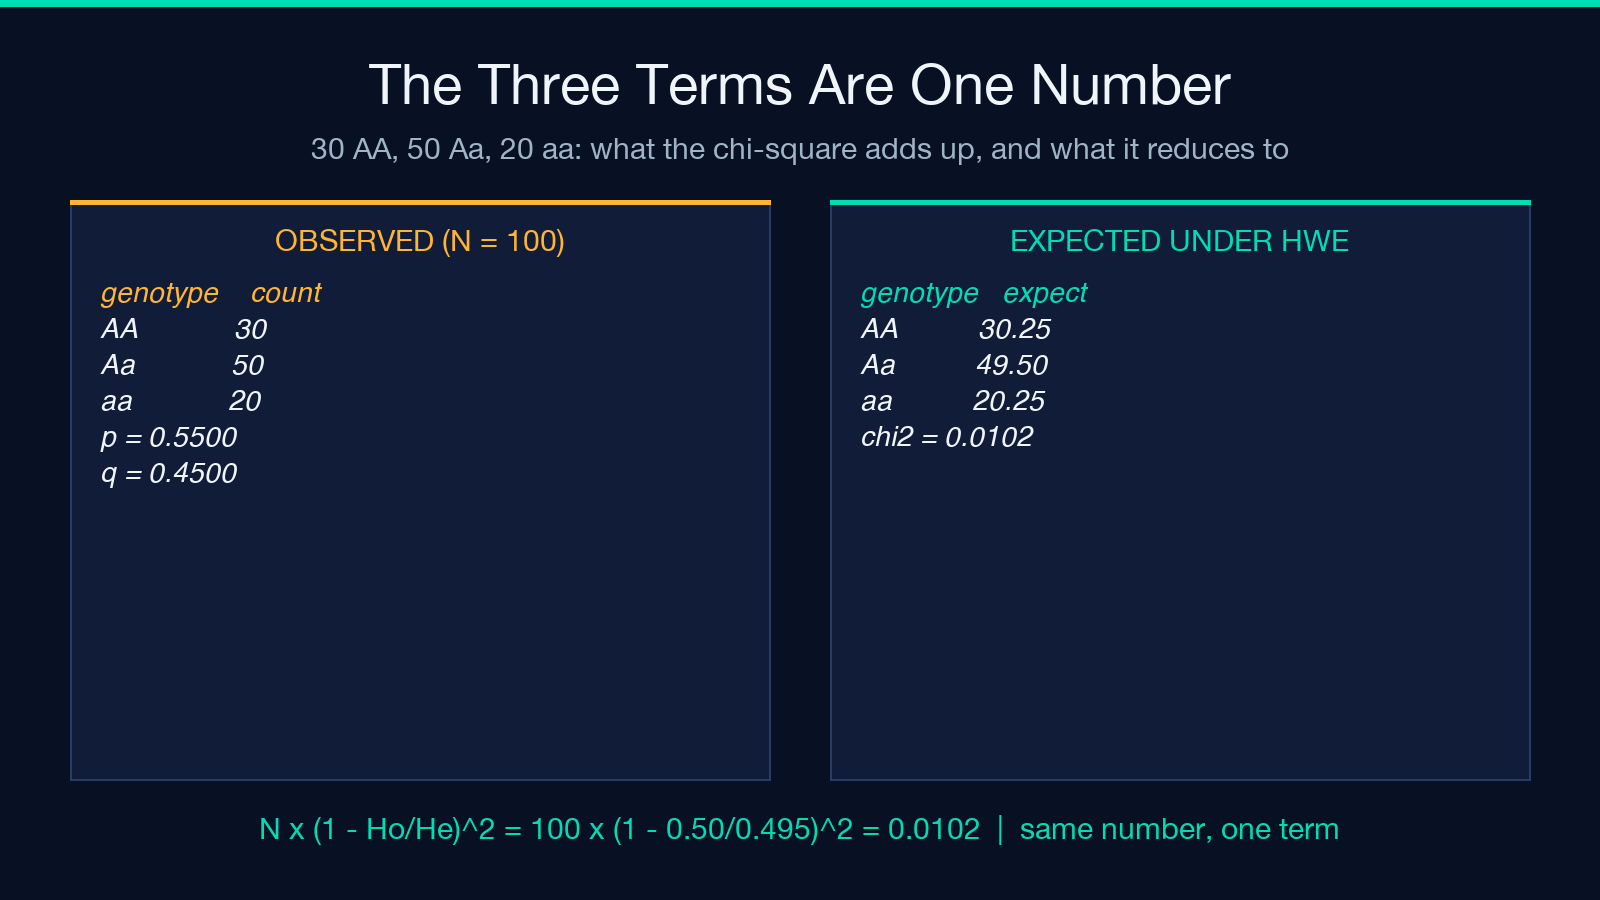 The Three Terms Are One Number
30 AA, 50 Aa, 20 aa: what the chi-square adds up, and what it reduces to
OBSERVED (N = 100)
genotype count
AA 30
Aa 50
aa 20
p = 0.5500
q = 0.4500
EXPECTED UNDER HWE
genotype expect
AA 30.25
Aa 49.50
aa 20.25
chi2 = 0.0102
N x (1 - Ho/He)^2 = 100 x (1 - 0.50/0.495)^2 = 0.0102 | same number, one term